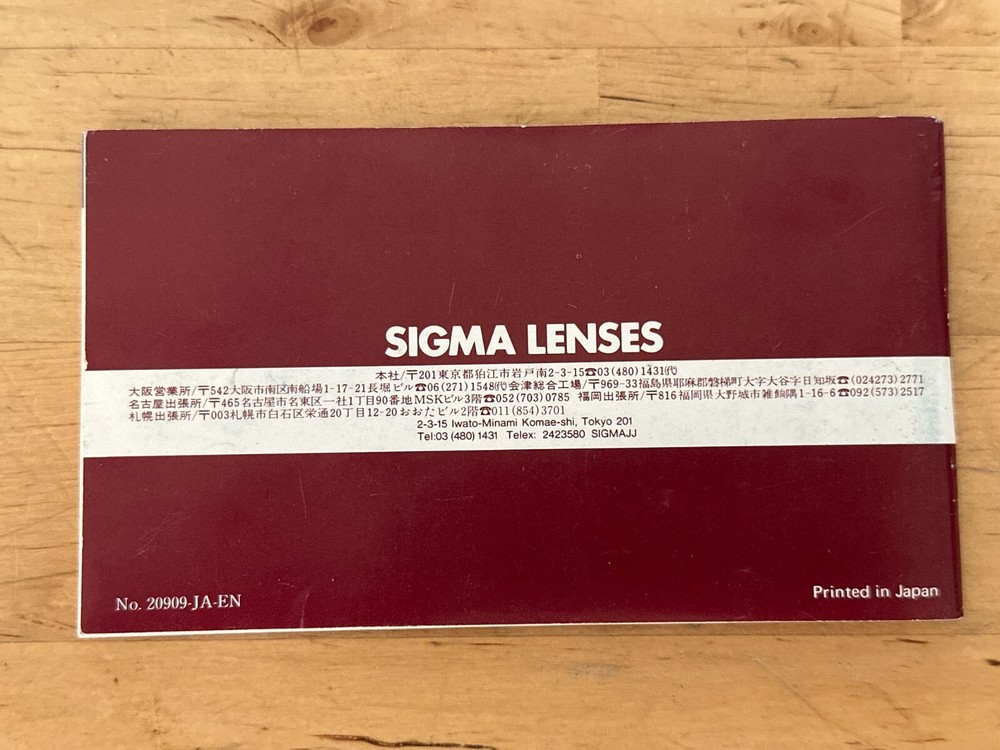 SIGMA LENSES
本社/〒201東京都狛江市岩戸南2-3-15☎03(480)1431代
大阪営業所/〒542大阪市南区南船場1-17-21長堀ビル☎06(271)1548代 会津総合工場/〒969-33福島県耶麻郡磐梯町大字大谷字日知坂☎(024273)2771
名古屋出張所/〒465名古屋市名東区一社1丁目90番地MSKビル3階☎052(703)0785 福岡出張所/〒816福岡県大野城市雑餉隈1-16-6☎092(573)2517
札幌出張所/〒003札幌市白石区栄通20丁目12-20おおたビル2階☎011(854)3701
2-3-15 Iwato-Minami Komae-shi, Tokyo 201
Tel:03(480)1431 Telex: 2423580 SIGMAJJ
No. 20909-JA-EN
Printed in Japan